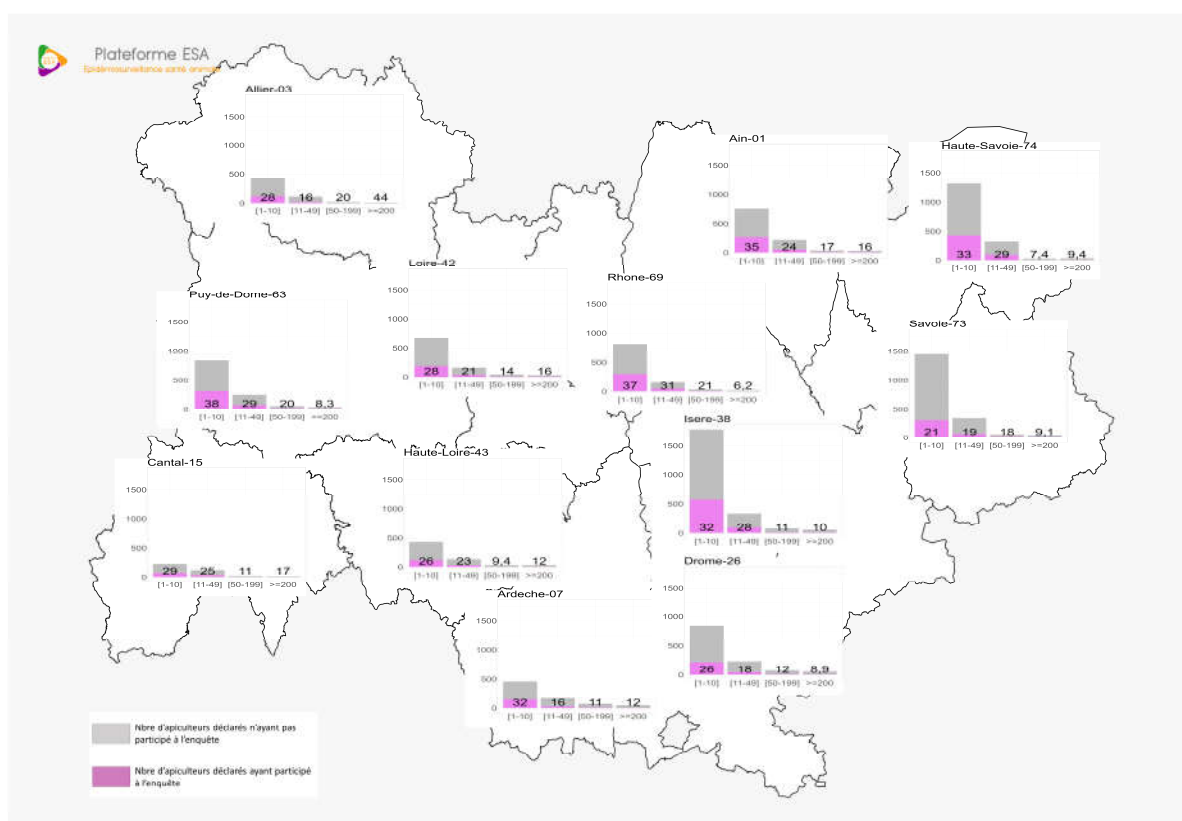 Plateforme ESA
Epidémiosurveillance santé animale
Allier-03
1500
1000
500
0
28 16 20 44
[1-10] [11-49] [50-199] >=200
Ain-01
1500
1000
500
0
35 24 17 16
[1-10] [11-49] [50-199] >=200
Haute-Savoie-74
1500
1000
500
0
33 29 7,4 9,4
[1-10] [11-49] [50-199] >=200
Puy-de-Dome-63
1500
1000
500
0
38 29 20 8,3
[1-10] [11-49] [50-199] >=200
Loire-42
1500
1000
500
0
28 21 14 16
[1-10] [11-49] [50-199] >=200
Rhone-69
1500
1000
500
0
37 31 21 6,2
[1-10] [11-49] [50-199] >=200
Savoie-73
1500
1000
500
0
21 19 18 9,1
[1-10] [11-49] [50-199] >=200
Isere-38
1500
1000
500
0
32 28 11 10
[1-10] [11-49] [50-199] >=200
Cantal-15
1500
1000
500
0
29 25 11 17
[1-10] [11-49] [50-199] >=200
Haute-Loire-43
1500
1000
500
0
26 23 9,4 12
[1-10] [11-49] [50-199] >=200
Drome-26
1500
1000
500
0
26 18 12 8,9
[1-10] [11-49] [50-199] >=200
Ardeche-07
1500
1000
500
0
32 16 11 12
[1-10] [11-49] [50-199] >=200
Nbre d'apiculteurs déclarés n'ayant pas
participé à l'enquête
Nbre d'apiculteurs déclarés ayant participé
à l'enquête